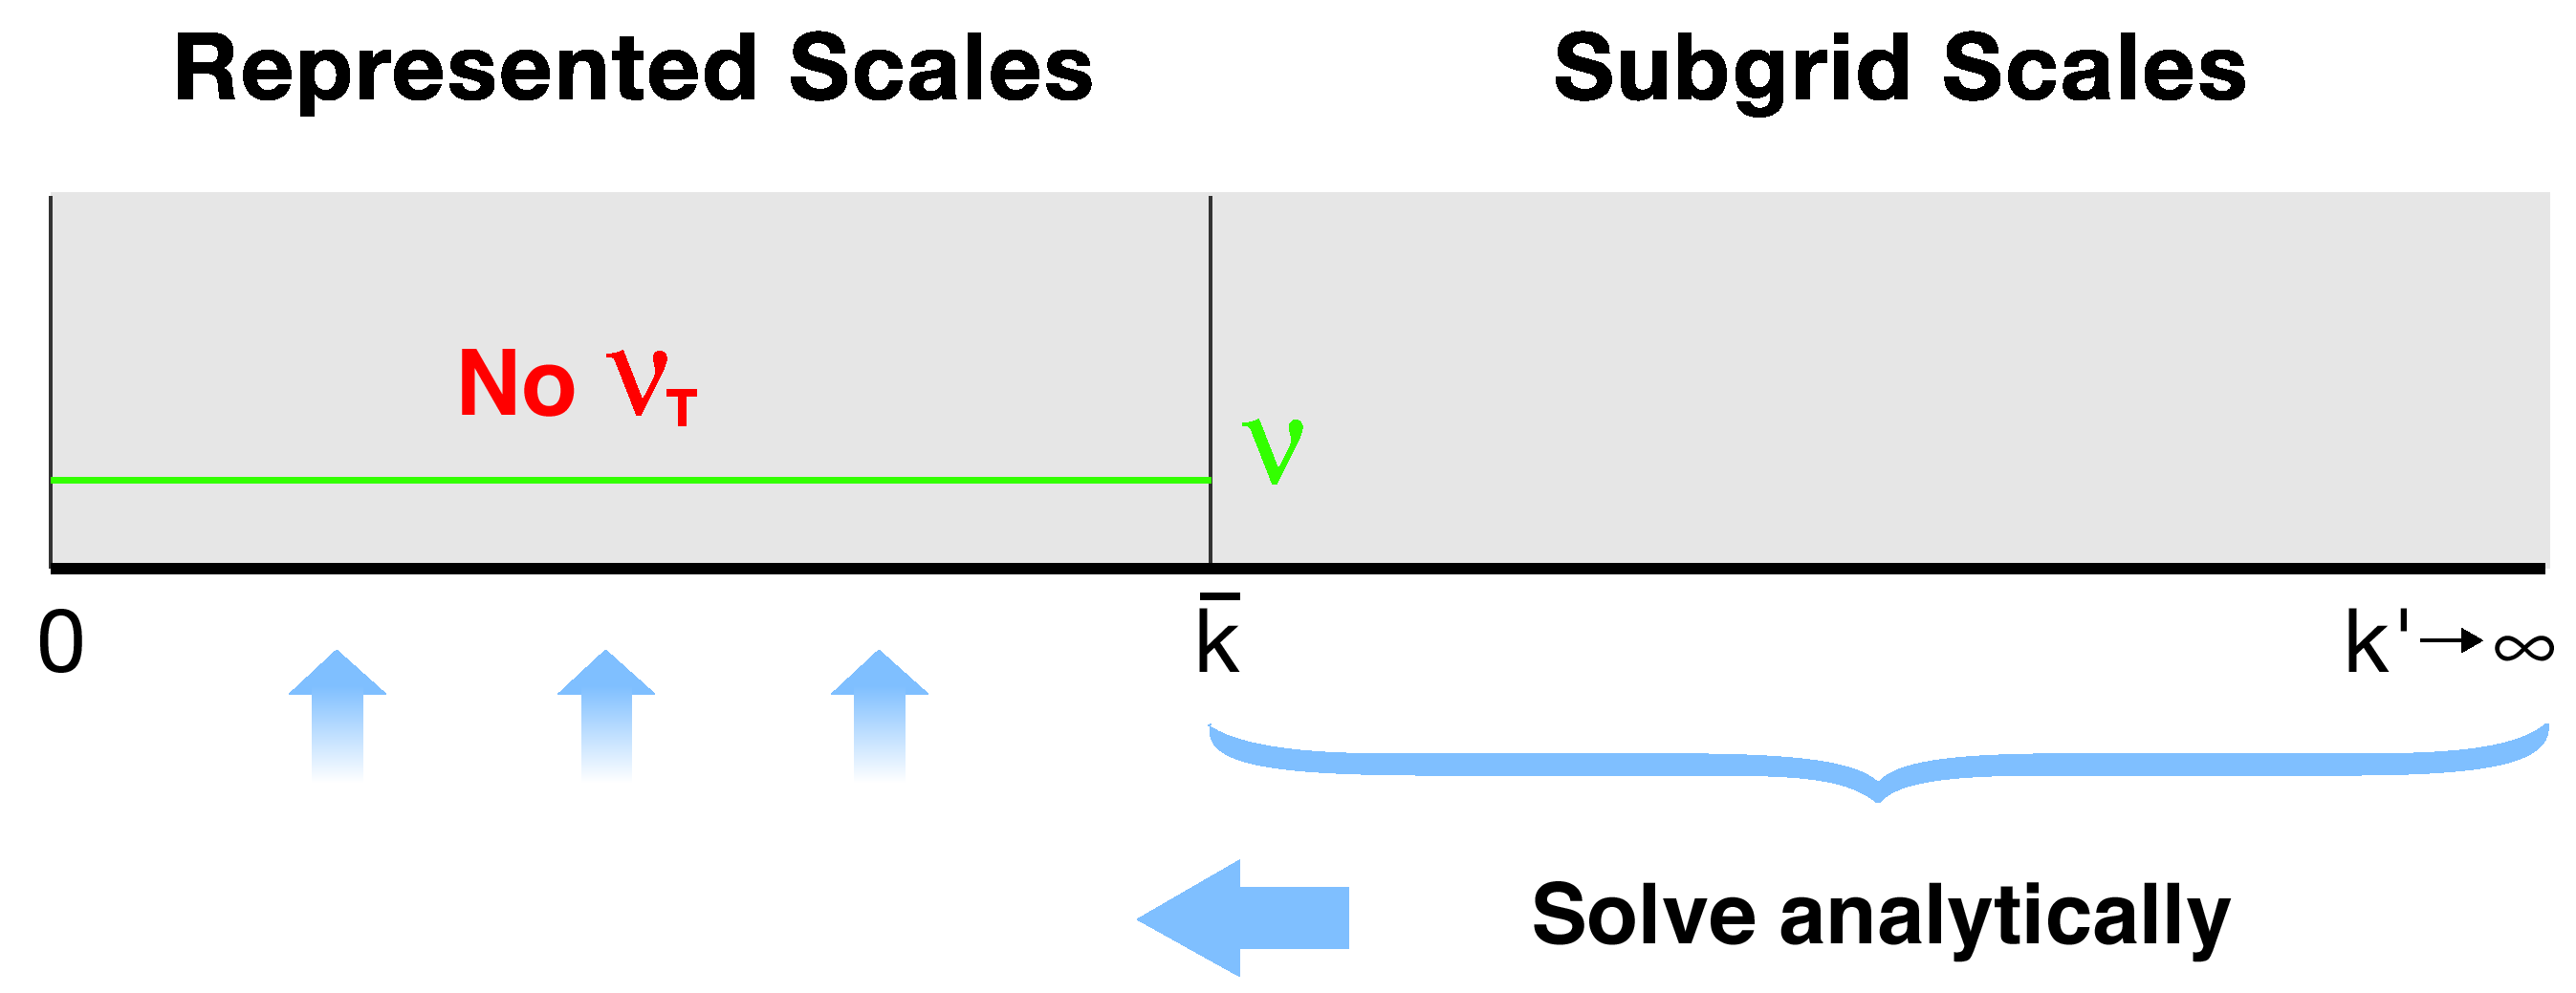 Represented Scales Subgrid Scales
No νT
ν
0 k̄ k'→∞
Solve analytically